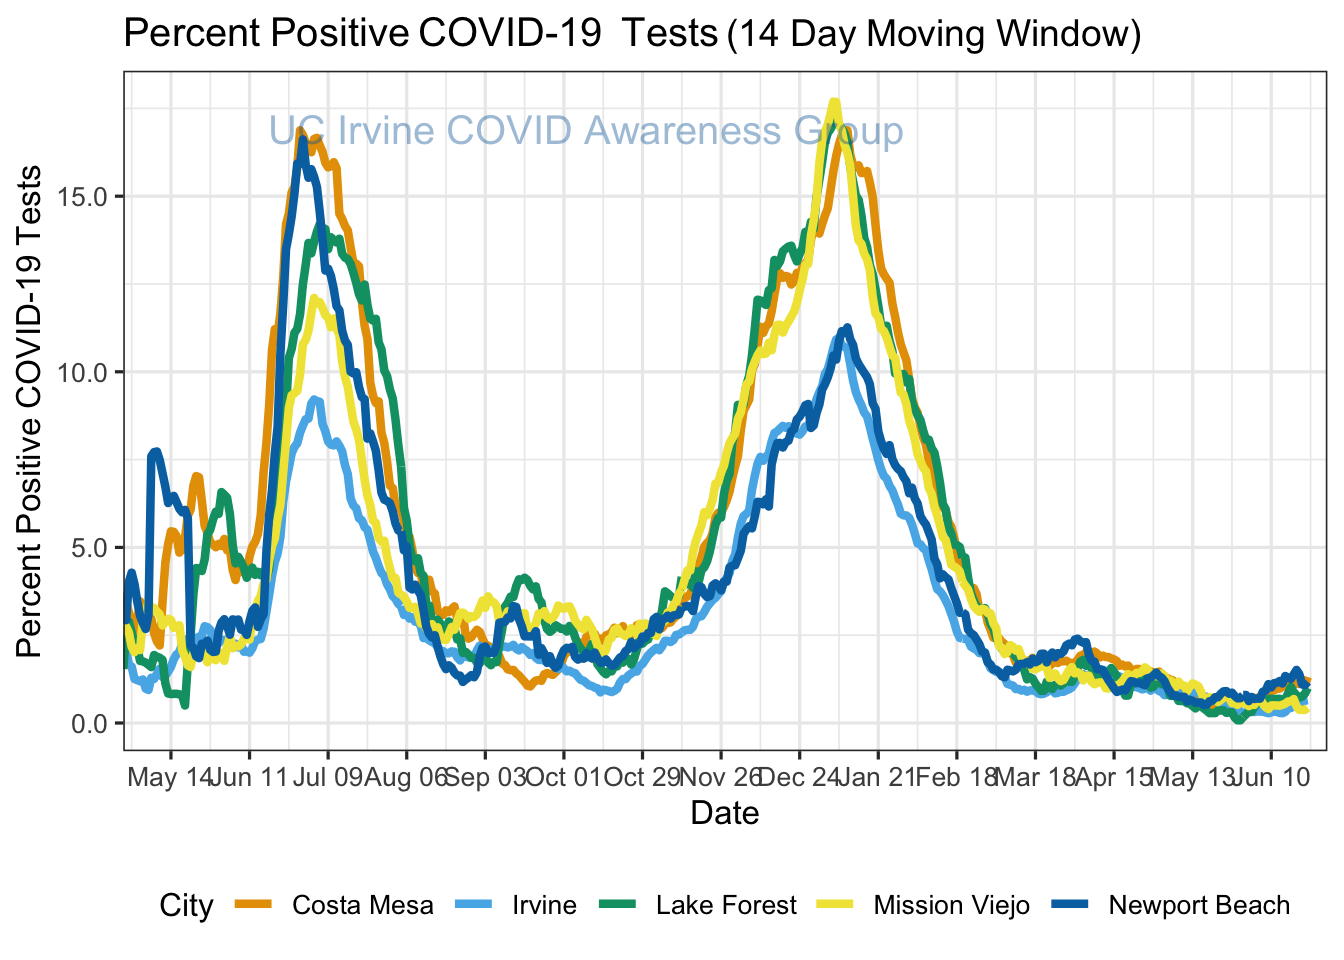 Percent Positive COVID-19 Tests (14 Day Moving Window)
UC Irvine COVID Awareness Group
Percent Positive COVID-19 Tests
15.0
10.0
5.0
0.0
May 14 Jun 11 Jul 09 Aug 06 Sep 03 Oct 01 Oct 29 Nov 26 Dec 24 Jan 21 Feb 18 Mar 18 Apr 15 May 13 Jun 10
Date
City Costa Mesa Irvine Lake Forest Mission Viejo Newport Beach